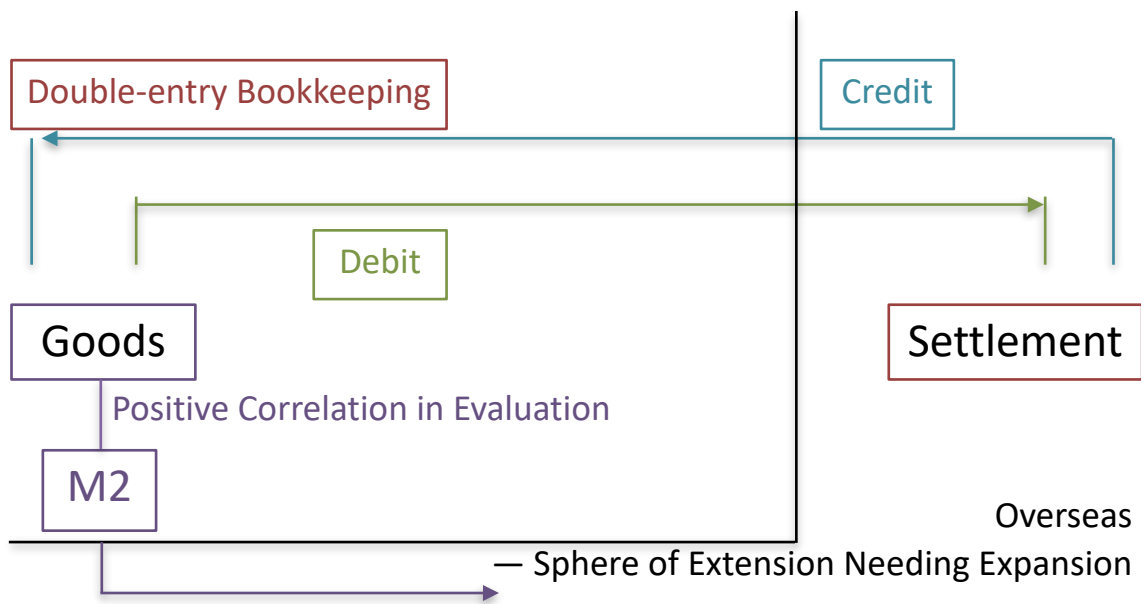 Double-entry Bookkeeping
Credit
Debit
Goods
Settlement
Positive Correlation in Evaluation
M2
Overseas
— Sphere of Extension Needing Expansion